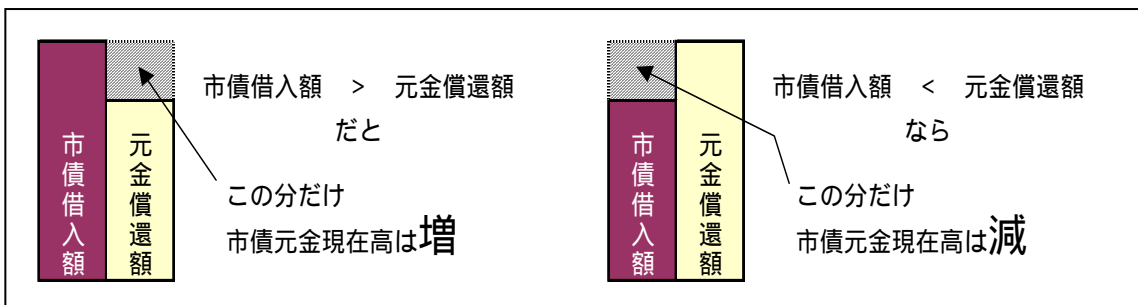 市債借入額
元金償還額
市債借入額 > 元金償還額
だと
この分だけ
市債元金現在高は増
市債借入額
元金償還額
市債借入額 < 元金償還額
なら
この分だけ
市債元金現在高は減